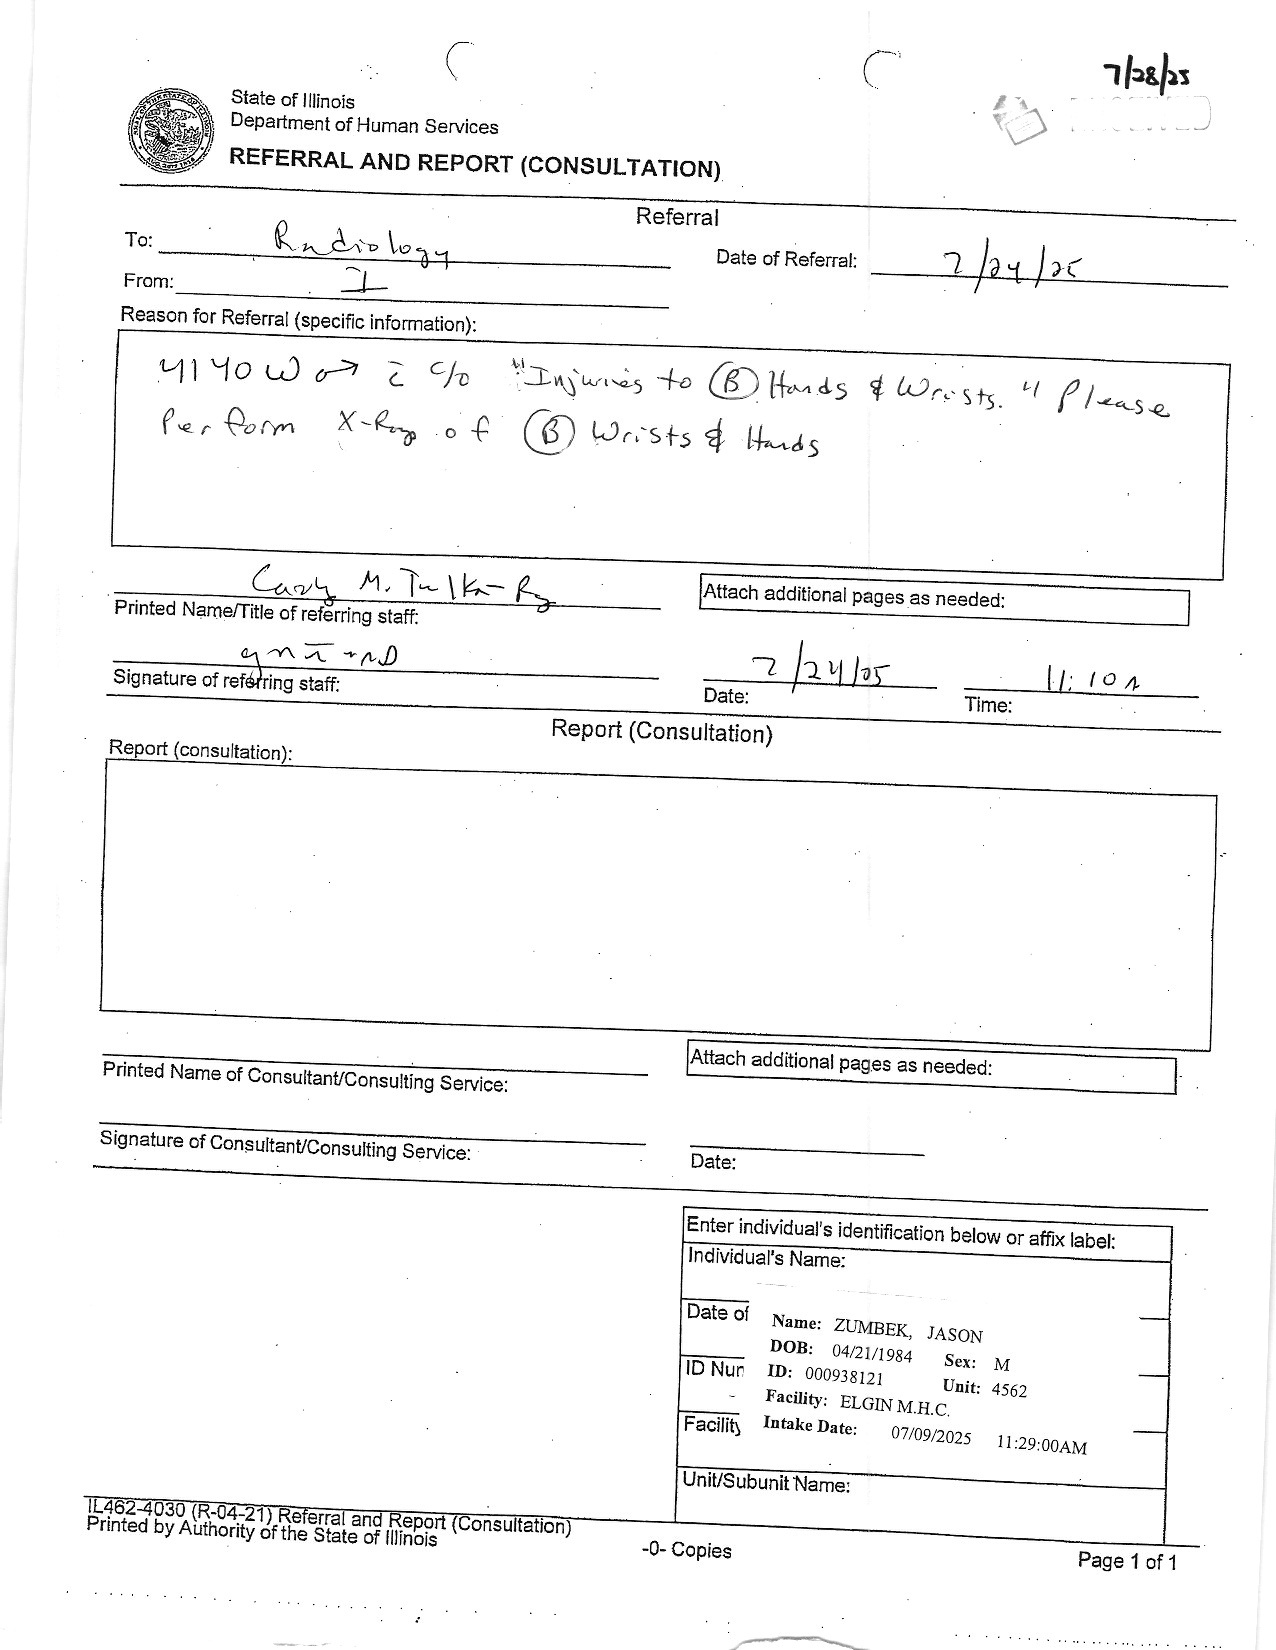 7/28/25
State of Illinois
Department of Human Services
REFERRAL AND REPORT (CONSULTATION)
Referral
To: Radiology
Date of Referral: 7/24/25
From: I
Reason for Referral (specific information):
41 YO W ♂ c̄ c/o "Injuries to Ⓑ Hands & Wrists." Please
Perform X-Ray of Ⓑ Wrists & Hands
M.
Printed Name/Title of referring staff:
Attach additional pages as needed:
Signature of referring staff:
7/24/25
11:10A
Date:
Time:
Report (Consultation)
Report (consultation):
Printed Name of Consultant/Consulting Service:
Attach additional pages as needed:
Signature of Consultant/Consulting Service:
Date:
Enter individual's identification below or affix label:
Individual's Name:
Date of
Name: ZUMBEK, JASON
DOB: 04/21/1984 Sex: M
ID Nur
ID: 000938121 Unit: 4562
Facility: ELGIN M.H.C.
Facility
Intake Date: 07/09/2025 11:29:00AM
Unit/Subunit Name:
IL462-4030 (R-04-21) Referral and Report (Consultation)
Printed by Authority of the State of Illinois
-0- Copies
Page 1 of 1